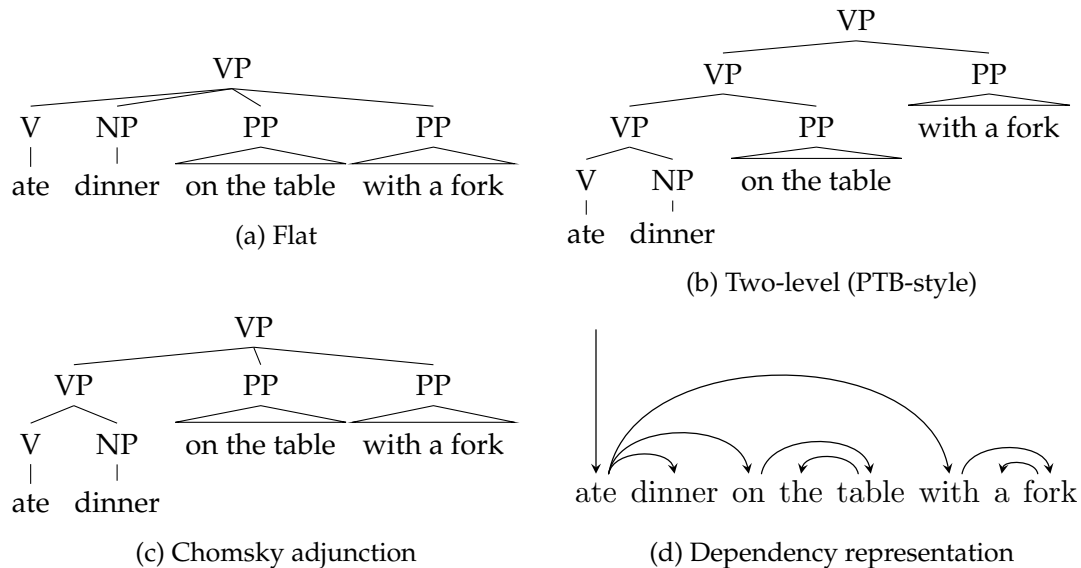 VP
V NP PP PP
ate dinner on the table with a fork
(a) Flat
VP
VP PP
VP PP with a fork
V NP on the table
ate dinner
(b) Two-level (PTB-style)
VP
VP PP PP
V NP on the table with a fork
ate dinner
(c) Chomsky adjunction
ate dinner on the table with a fork
(d) Dependency representation